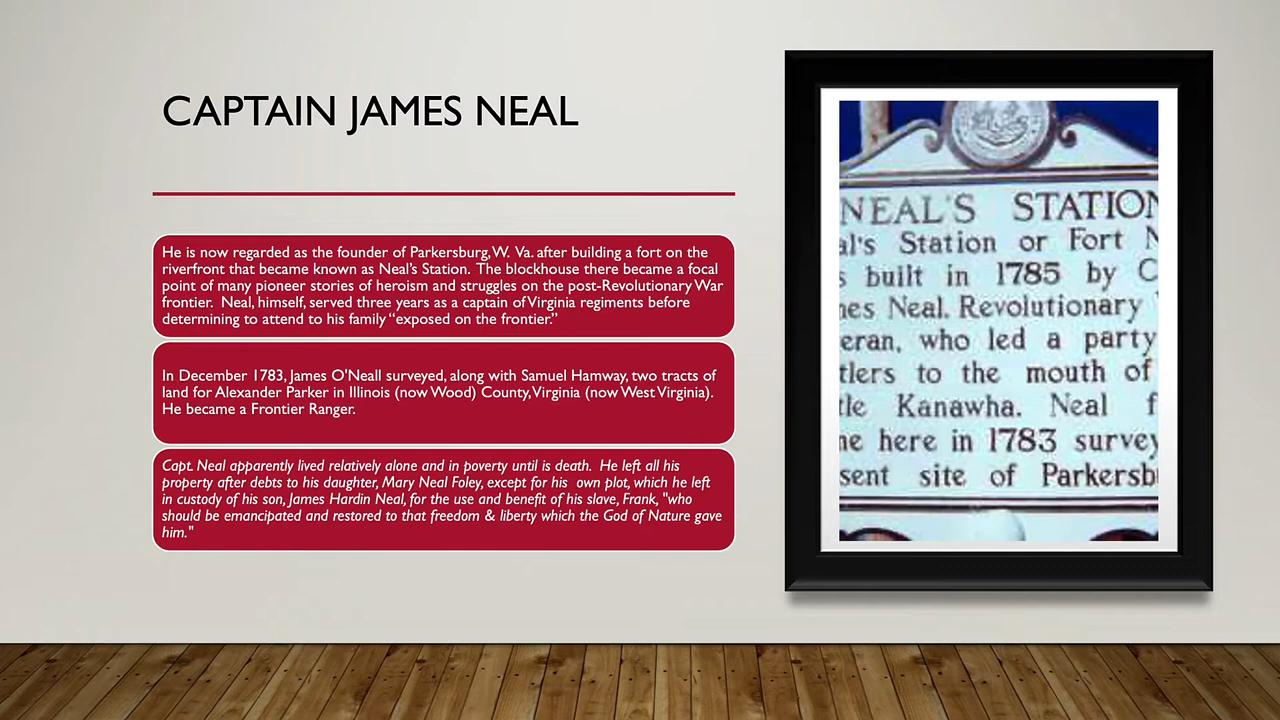 CAPTAIN JAMES NEAL
He is now regarded as the founder of Parkersburg, W. Va. after building a fort on the
riverfront that became known as Neal's Station. The blockhouse there became a focal
point of many pioneer stories of heroism and struggles on the post-Revolutionary War
frontier. Neal, himself, served three years as a captain of Virginia regiments before
determining to attend to his family “exposed on the frontier.”
In December 1783, James O'Neall surveyed, along with Samuel Hamway, two tracts of
land for Alexander Parker in Illinois (now Wood) County, Virginia (now West Virginia).
He became a Frontier Ranger.
Capt. Neal apparently lived relatively alone and in poverty until is death. He left all his
property after debts to his daughter, Mary Neal Foley, except for his own plot, which he left
in custody of his son, James Hardin Neal, for the use and benefit of his slave, Frank, "who
should be emancipated and restored to that freedom & liberty which the God of Nature gave
him."
NEAL'S STATION
al's Station or Fort N
s built in 1785 by C
mes Neal, Revolutionary
eran, who led a party
tlers to the mouth of
tle Kanawha. Neal f
me here in 1783 survey
sent site of Parkersb